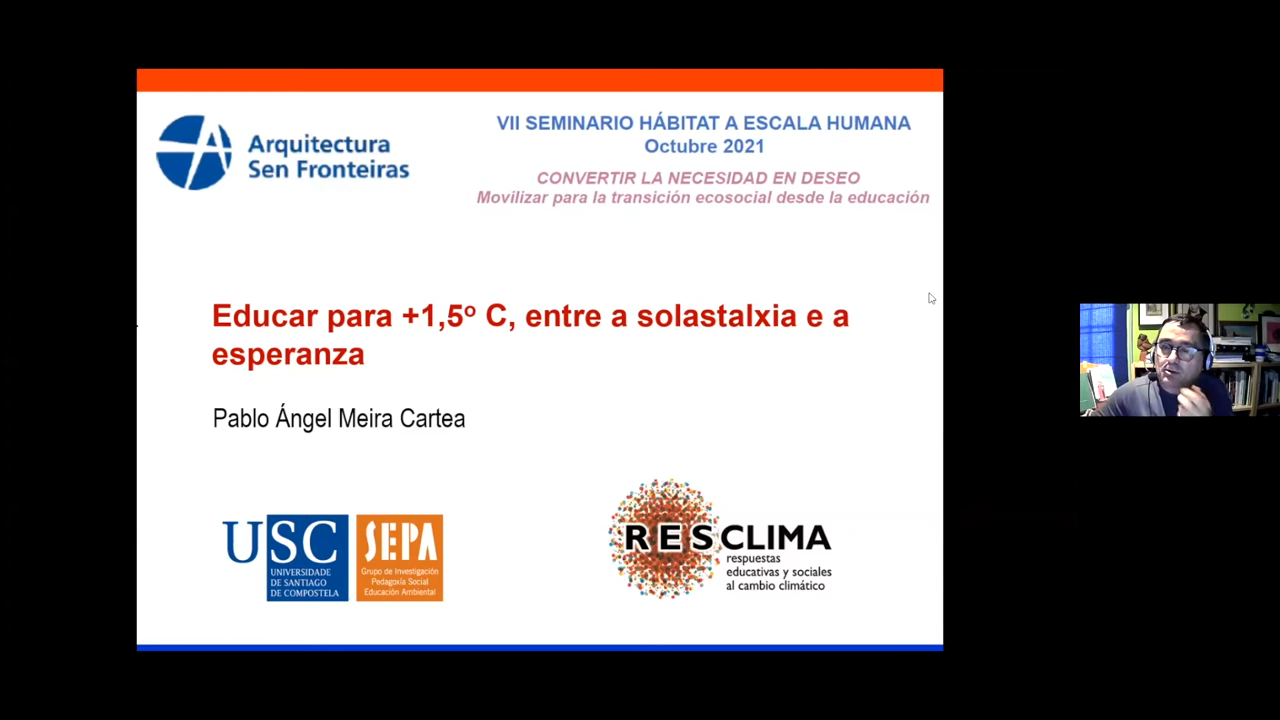 Arquitectura
Sen Fronteiras
VII SEMINARIO HÁBITAT A ESCALA HUMANA
Octubre 2021
CONVERTIR LA NECESIDAD EN DESEO
Movilizar para la transición ecosocial desde la educación
Educar para +1,5º C, entre a solastalxia e a
esperanza
Pablo Ángel Meira Cartea
USC
UNIVERSIDADE
DE SANTIAGO
DE COMPOSTELA
SEPA
Grupo de Investigación
Pedagoxía Social
Educación Ambiental
RESCLIMA
respuestas
educativas y sociales
al cambio climático